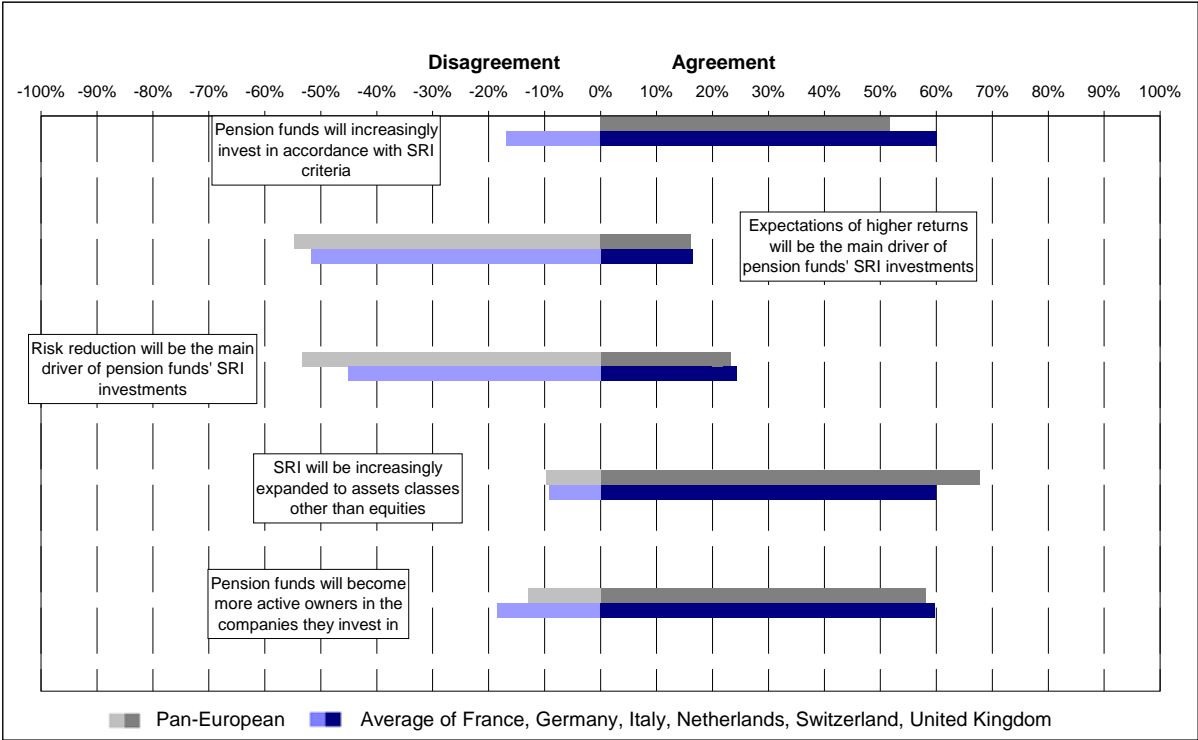 Disagreement Agreement
-100% -90% -80% -70% -60% -50% -40% -30% -20% -10% 0% 10% 20% 30% 40% 50% 60% 70% 80% 90% 100%
Pension funds will increasingly
invest in accordance with SRI
criteria
Expectations of higher returns
will be the main driver of
pension funds' SRI investments
Risk reduction will be the main
driver of pension funds' SRI
investments
SRI will be increasingly
expanded to assets classes
other than equities
Pension funds will become
more active owners in the
companies they invest in
Pan-European Average of France, Germany, Italy, Netherlands, Switzerland, United Kingdom